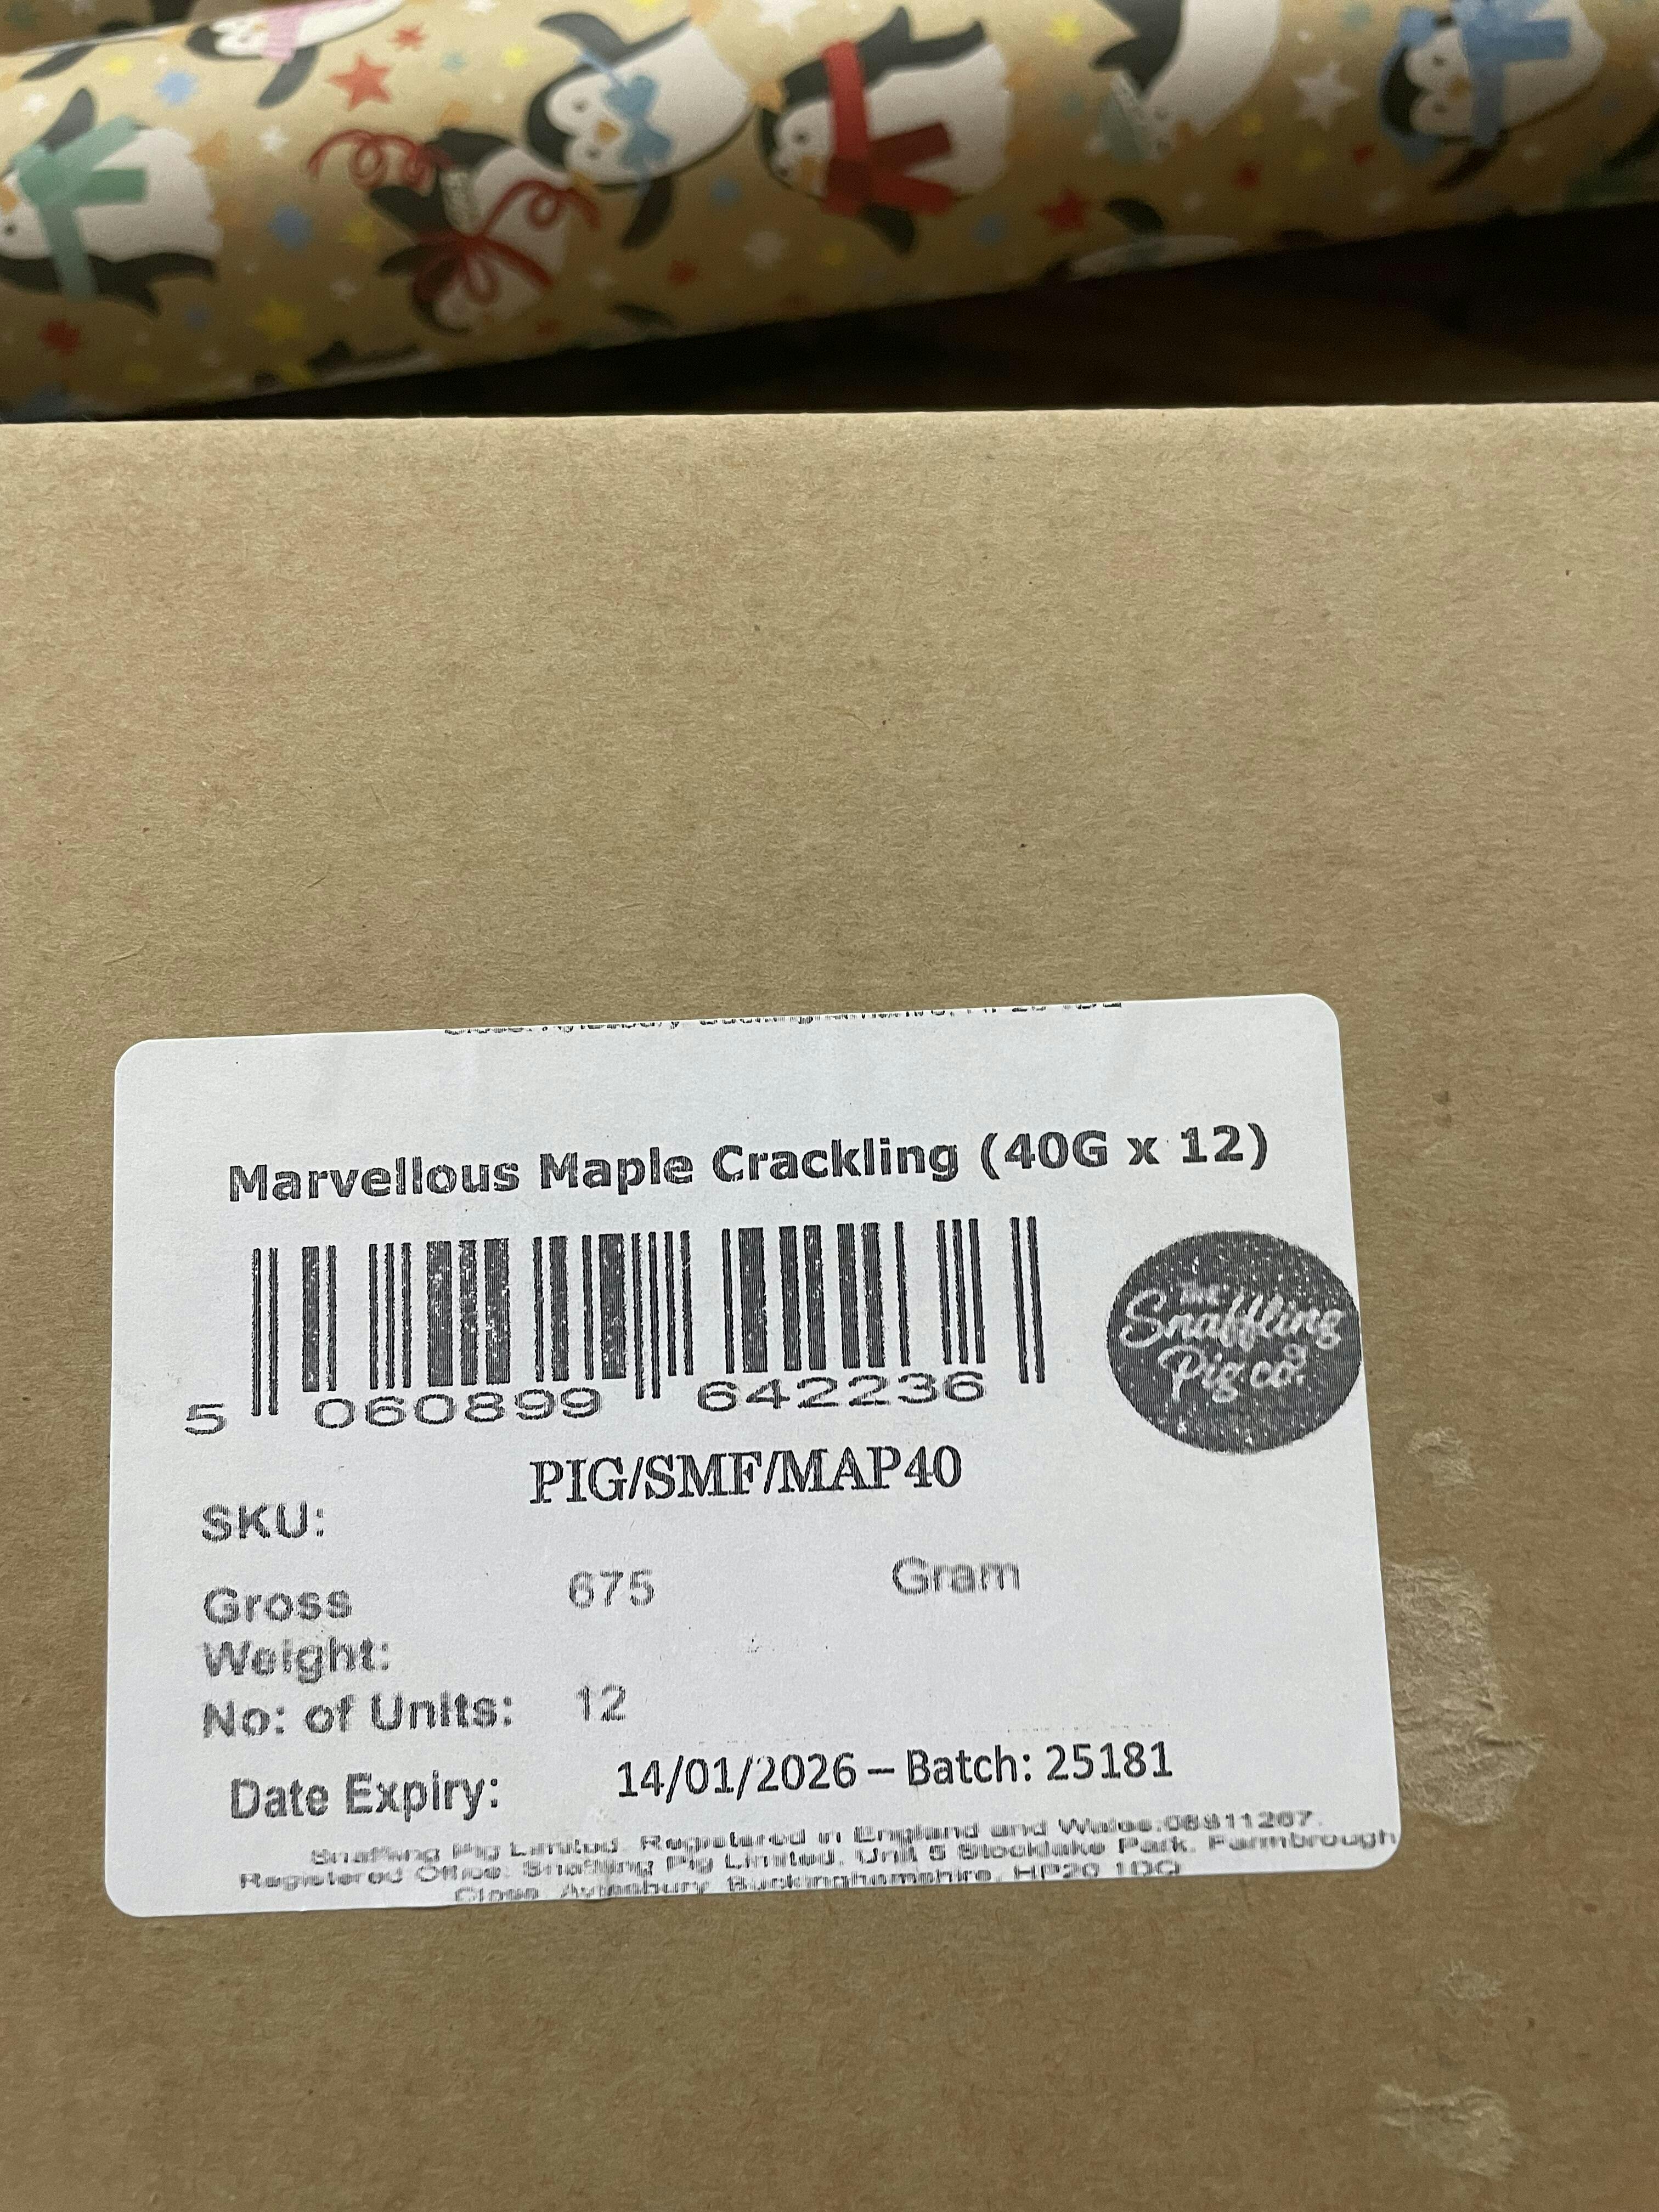 Marvellous Maple Crackling (40G x 12)
5 060899 642236
THE
Snaffling
Pig co.
PIG/SMF/MAP40
SKU:
Gross 675 Gram
Weight:
No: of Units: 12
Date Expiry: 14/01/2026 – Batch: 25181
Snaffling Pig Limited. Registered in England and Wales:
Registered Office: Snaffling Pig Limited, Unit 5 Stocklake Park, Farmbrough
Close, Aylesbury, Buckinghamshire, HP20 1DQ